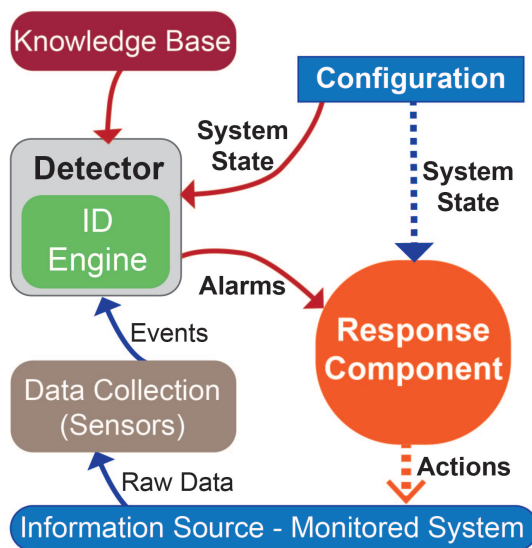 Knowledge Base
Configuration
System
State
System
State
Detector
ID
Engine
Alarms
Response
Component
Events
Data Collection
(Sensors)
Actions
Raw Data
Information Source - Monitored System